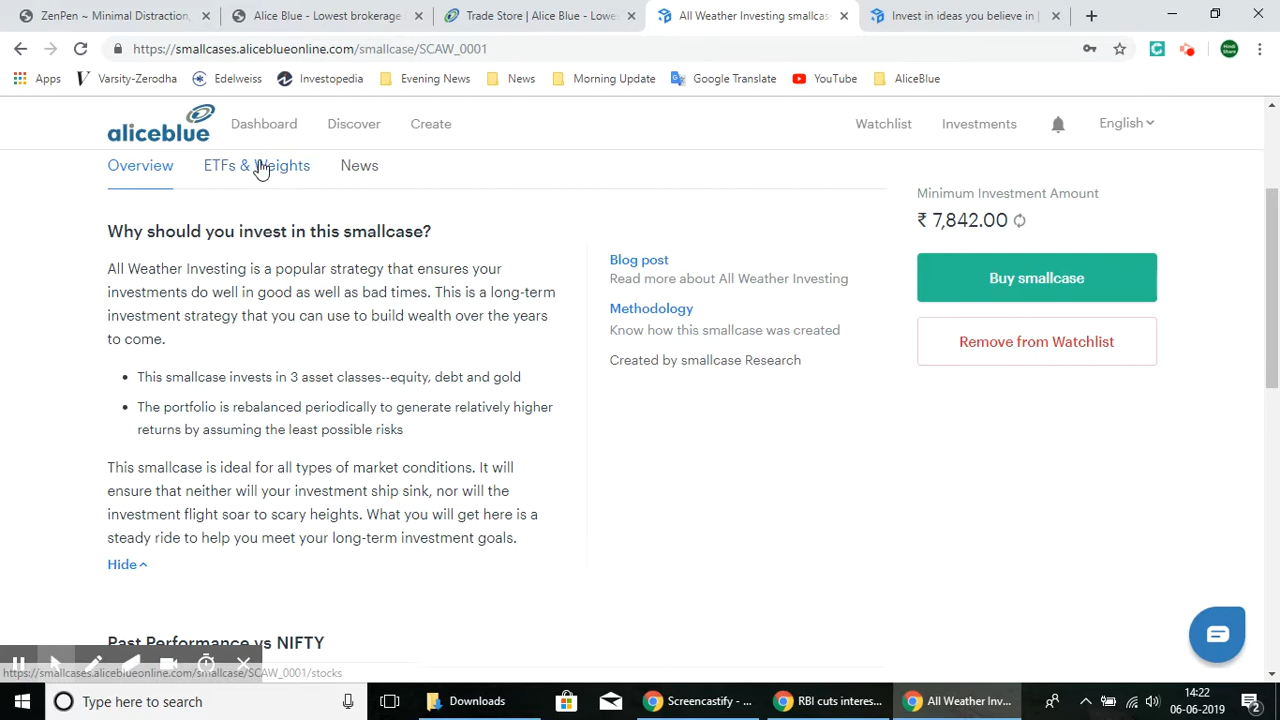 ZenPen ~ Minimal Distraction,
Alice Blue - Lowest brokerage
Trade Store | Alice Blue - Lowe
All Weather Investing smallcas
Invest in ideas you believe in |
https://smallcases.aliceblueonline.com/smallcase/SCAW_0001
Hindi Share
Apps
Varsity-Zerodha
Edelweiss
Investopedia
Evening News
News
Morning Update
Google Translate
YouTube
AliceBlue
aliceblue
Dashboard
Discover
Create
Watchlist
Investments
English
Overview
ETFs & Weights
News
Minimum Investment Amount
₹ 7,842.00
Buy smallcase
Remove from Watchlist
Why should you invest in this smallcase?
All Weather Investing is a popular strategy that ensures your
investments do well in good as well as bad times. This is a long-term
investment strategy that you can use to build wealth over the years
to come.
• This smallcase invests in 3 asset classes--equity, debt and gold
• The portfolio is rebalanced periodically to generate relatively higher
returns by assuming the least possible risks
This smallcase is ideal for all types of market conditions. It will
ensure that neither will your investment ship sink, nor will the
investment flight soar to scary heights. What you will get here is a
steady ride to help you meet your long-term investment goals.
Hide
Blog post
Read more about All Weather Investing
Methodology
Know how this smallcase was created
Created by smallcase Research
Past Performance vs NIFTY
https://smallcases.aliceblueonline.com/smallcase/SCAW_0001/stocks
Type here to search
Downloads
Screencastify - ...
RBI cuts interes...
All Weather Inv...
14:22
06-06-2019
2